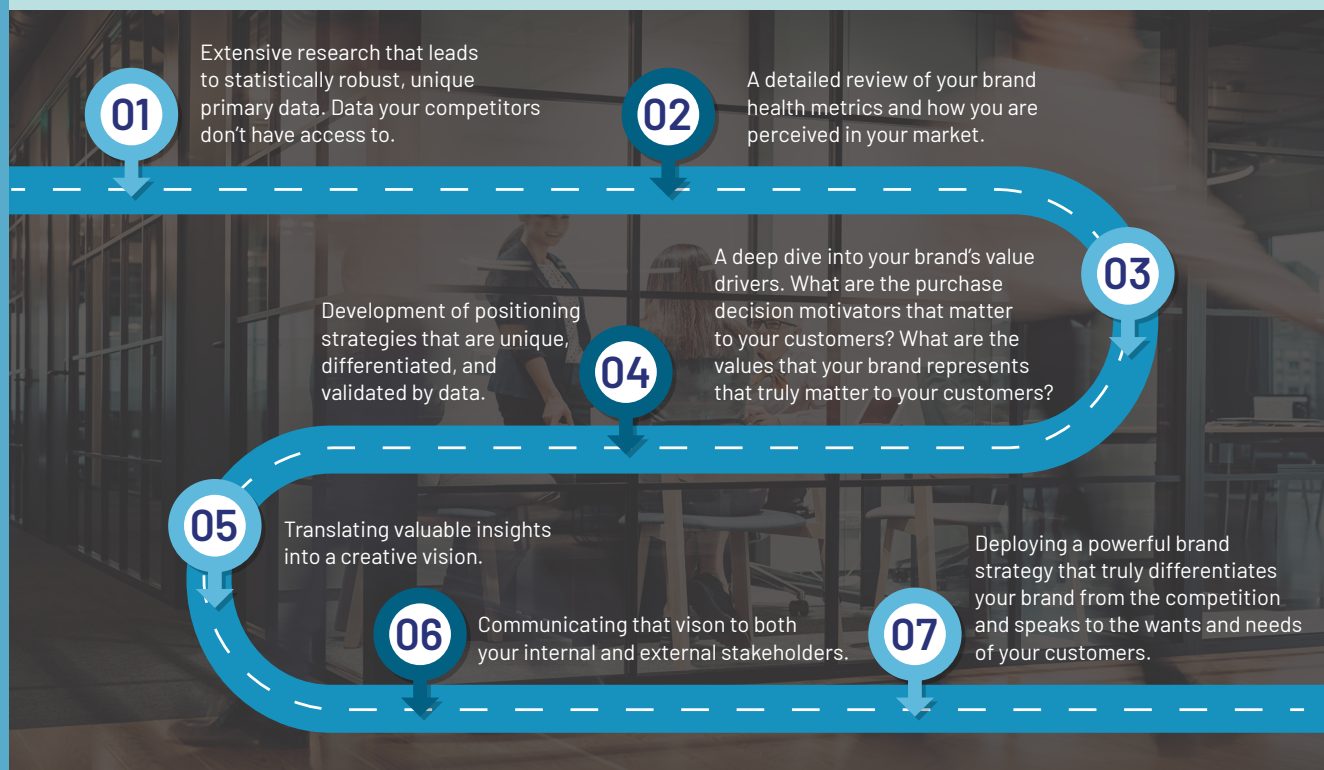 01
Extensive research that leads
to statistically robust, unique
primary data. Data your competitors
don't have access to.
02
A detailed review of your brand
health metrics and how you are
perceived in your market.
03
A deep dive into your brand's value
drivers. What are the purchase
decision motivators that matter
to your customers? What are the
values that your brand represents
that truly matter to your customers?
04
Development of positioning
strategies that are unique,
differentiated, and
validated by data.
05
Translating valuable insights
into a creative vision.
06
Communicating that vison to both
your internal and external stakeholders.
07
Deploying a powerful brand
strategy that truly differentiates
your brand from the competition
and speaks to the wants and needs
of your customers.